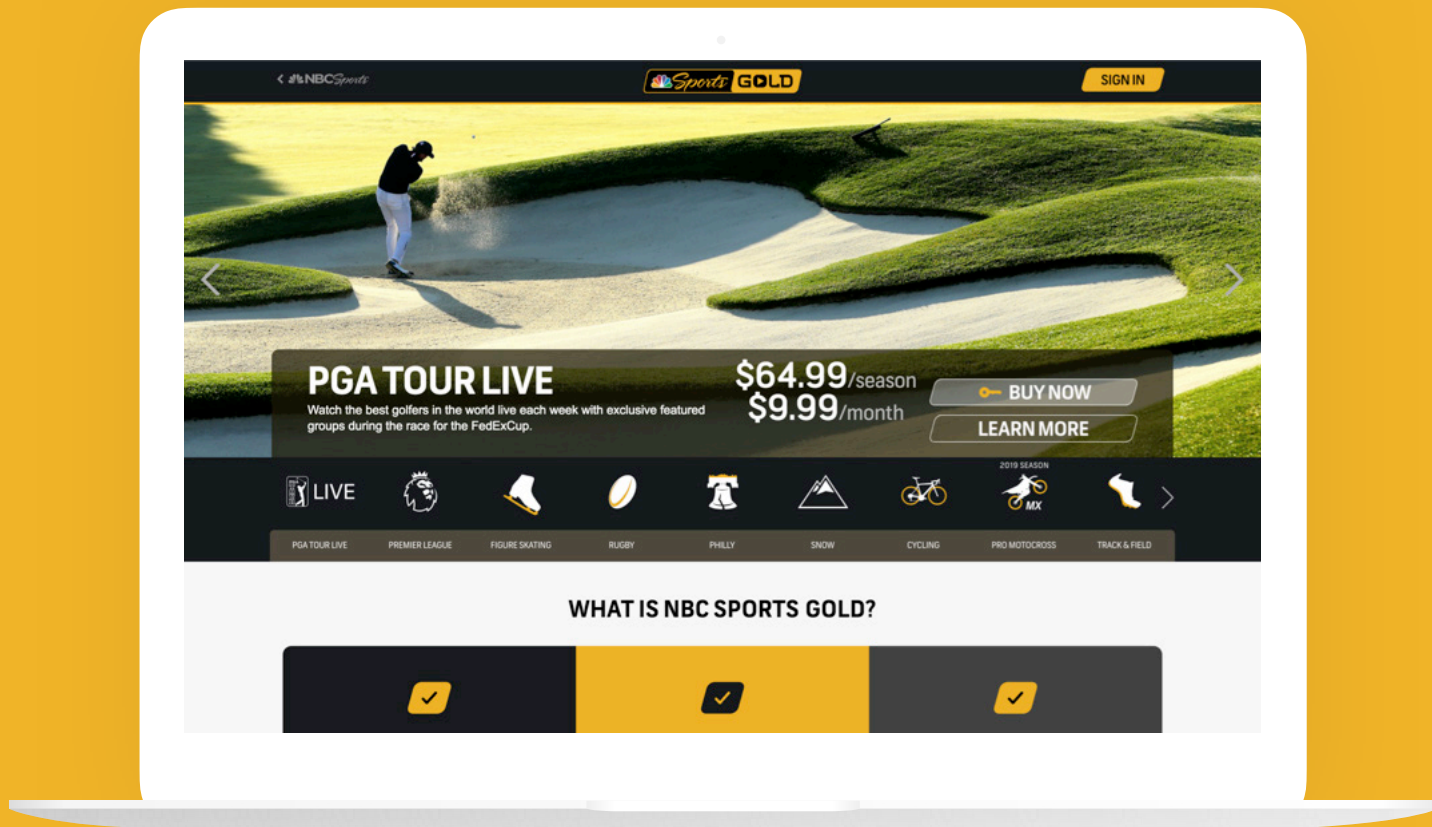 NBC Sports
Sports GOLD
SIGN IN
PGA TOUR LIVE
Watch the best golfers in the world live each week with exclusive featured
groups during the race for the FedExCup.
$64.99/season
$9.99/month
BUY NOW
LEARN MORE
2019 SEASON
LIVE
MX
PGA TOUR LIVE
PREMIER LEAGUE
FIGURE SKATING
RUGBY
PHILLY
SNOW
CYCLING
PRO MOTOCROSS
TRACK & FIELD
WHAT IS NBC SPORTS GOLD?